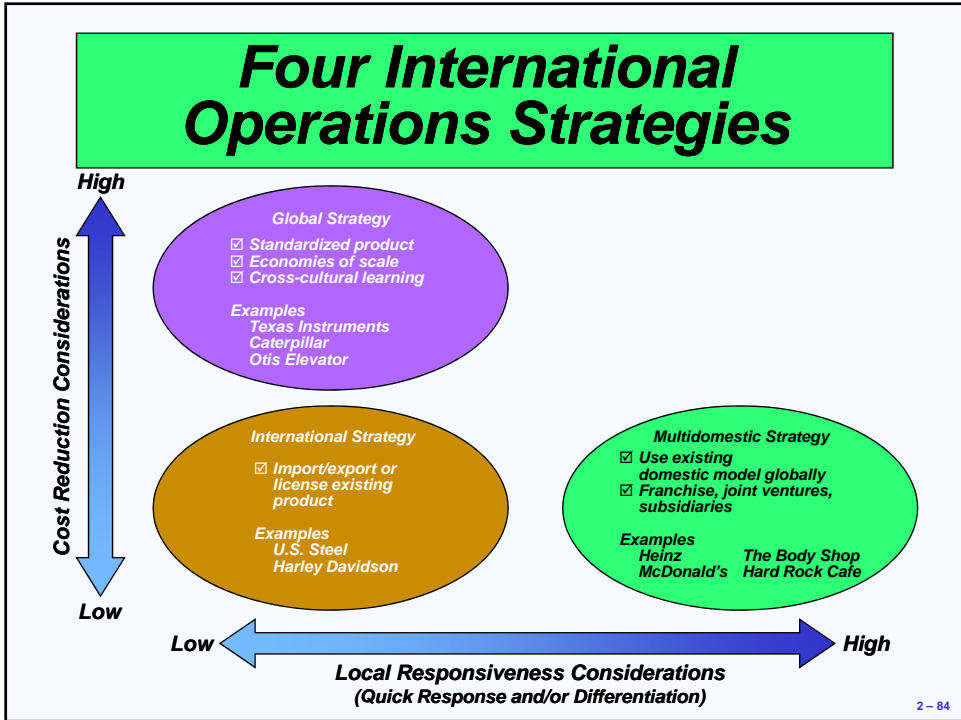 Four International
Operations Strategies
High
Cost Reduction Considerations
Low
Global Strategy
☑ Standardized product
☑ Economies of scale
☑ Cross-cultural learning
Examples
Texas Instruments
Caterpillar
Otis Elevator
International Strategy
☑ Import/export or
license existing
product
Examples
U.S. Steel
Harley Davidson
Multidomestic Strategy
☑ Use existing
domestic model globally
☑ Franchise, joint ventures,
subsidiaries
Examples
Heinz The Body Shop
McDonald's Hard Rock Cafe
Low
High
Local Responsiveness Considerations
(Quick Response and/or Differentiation)
2 – 84